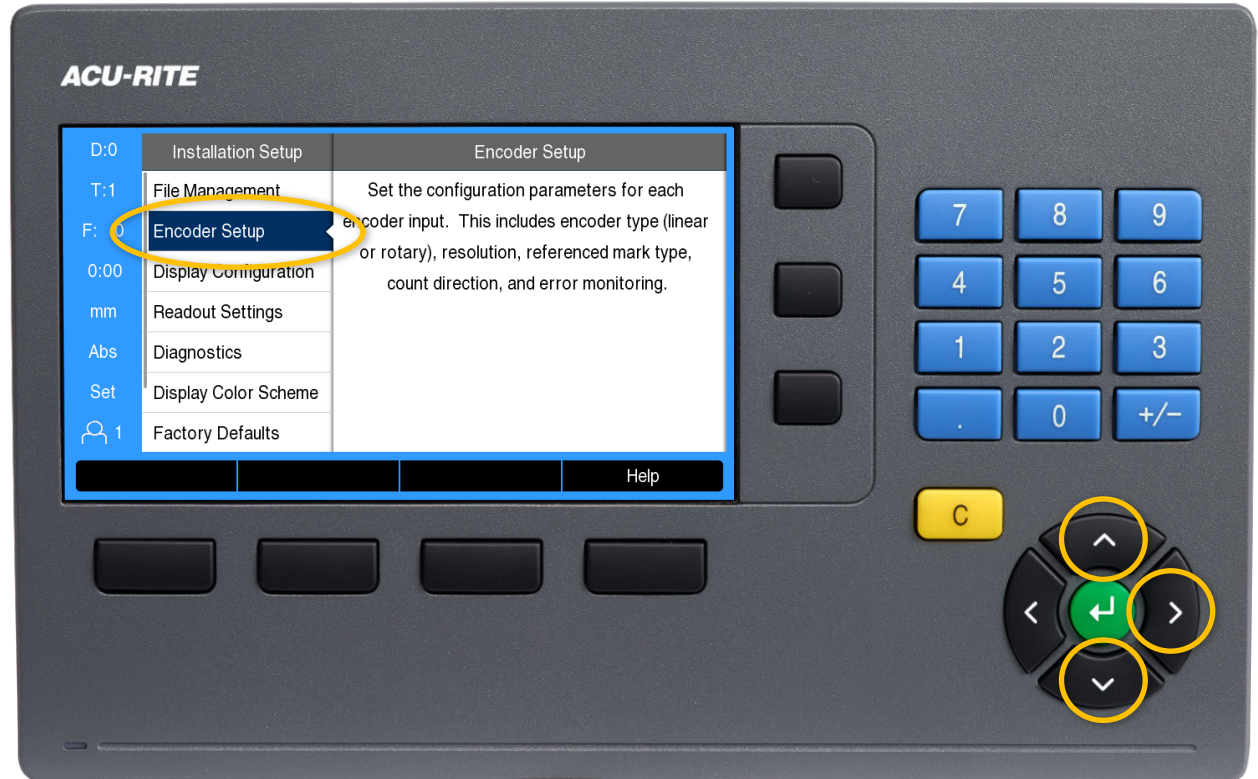 ACU-RITE
D:0
T:1
F: 0
0:00
mm
Abs
Set
1
Installation Setup
File Management
Encoder Setup
Display Configuration
Readout Settings
Diagnostics
Display Color Scheme
Factory Defaults
Encoder Setup
Set the configuration parameters for each
encoder input. This includes encoder type (linear
or rotary), resolution, referenced mark type,
count direction, and error monitoring.
Help
7 8 9
4 5 6
1 2 3
. 0 +/−
C